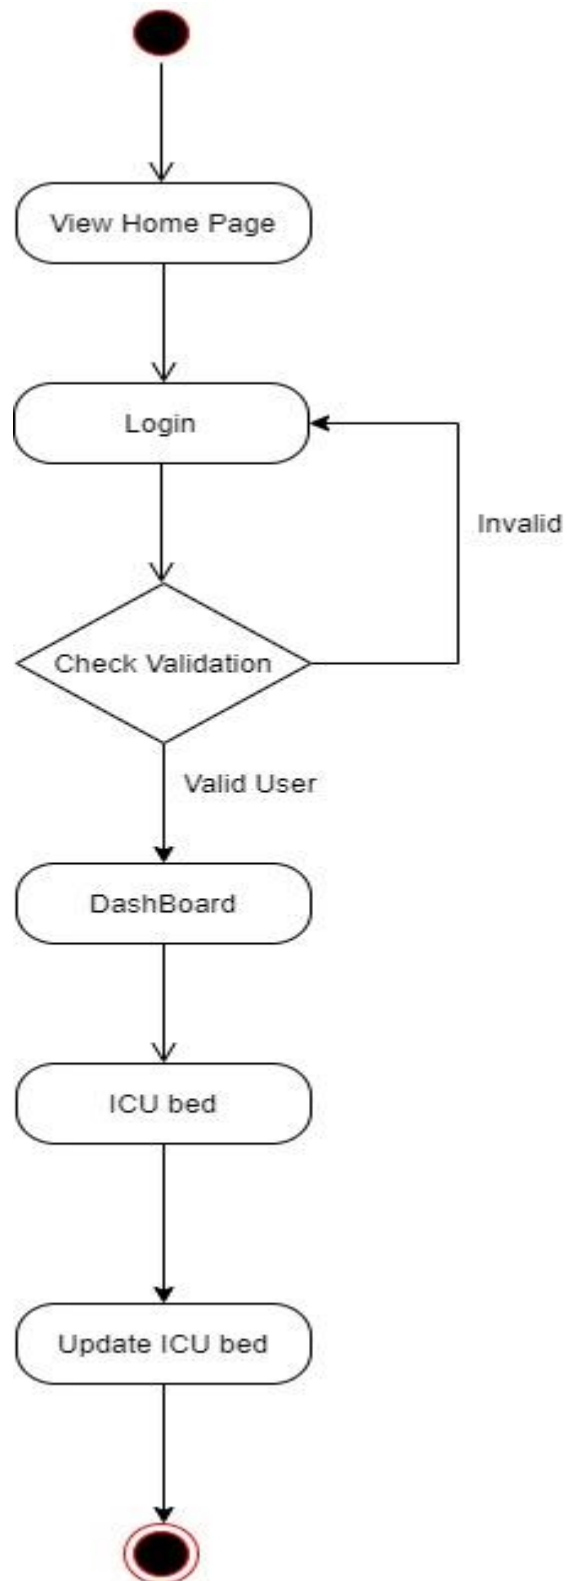 View Home Page
Login
Invalid
Check Validation
Valid User
DashBoard
ICU bed
Update ICU bed